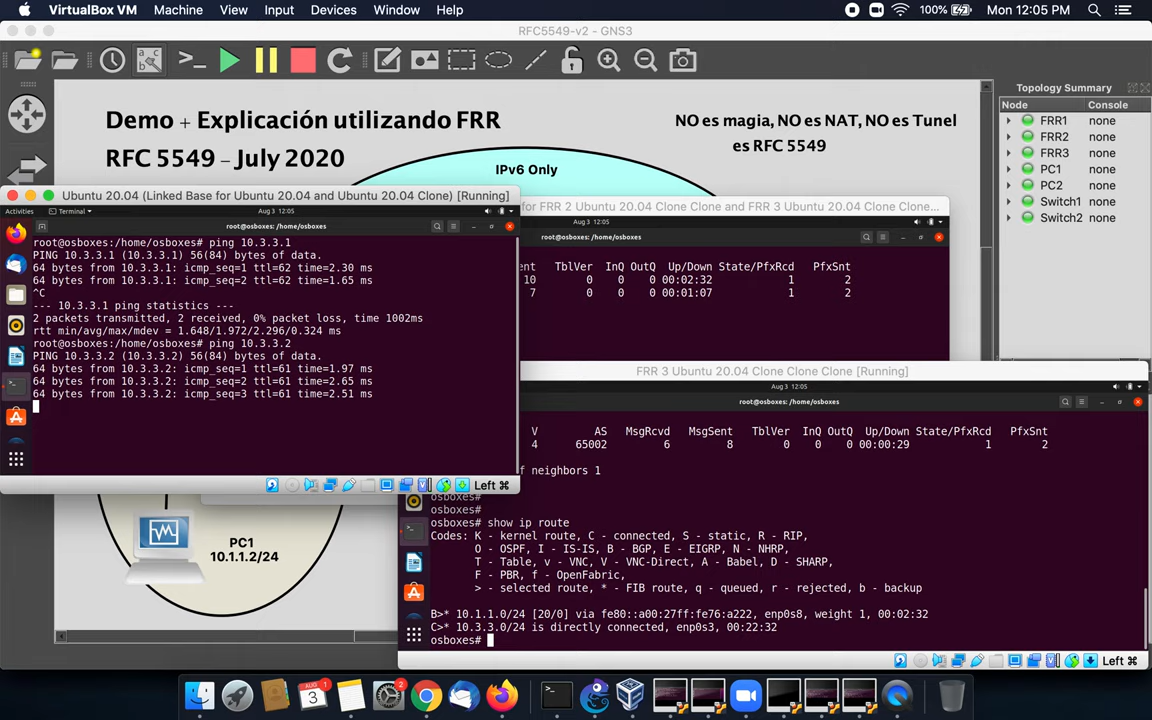 VirtualBox VM Machine View Input Devices Window Help
100% Mon 12:05 PM
RFC5549-v2 - GNS3
Demo + Explicación utilizando FRR
RFC 5549 – July 2020
NO es magia, NO es NAT, NO es Tunel
es RFC 5549
IPv6 Only
Topology Summary
Node Console
FRR1 none
FRR2 none
FRR3 none
PC1 none
PC2 none
Switch1 none
Switch2 none
Ubuntu 20.04 (Linked Base for Ubuntu 20.04 and Ubuntu 20.04 Clone) [Running]
Activities Terminal Aug 3 12:05
root@osboxes: /home/osboxes
root@osboxes:/home/osboxes# ping 10.3.3.1
PING 10.3.3.1 (10.3.3.1) 56(84) bytes of data.
64 bytes from 10.3.3.1: icmp_seq=1 ttl=62 time=2.30 ms
64 bytes from 10.3.3.1: icmp_seq=2 ttl=62 time=1.65 ms
^C
--- 10.3.3.1 ping statistics ---
2 packets transmitted, 2 received, 0% packet loss, time 1002ms
rtt min/avg/max/mdev = 1.648/1.972/2.296/0.324 ms
root@osboxes:/home/osboxes# ping 10.3.3.2
PING 10.3.3.2 (10.3.3.2) 56(84) bytes of data.
64 bytes from 10.3.3.2: icmp_seq=1 ttl=61 time=1.97 ms
64 bytes from 10.3.3.2: icmp_seq=2 ttl=61 time=2.65 ms
64 bytes from 10.3.3.2: icmp_seq=3 ttl=61 time=2.51 ms
Left ⌘
for FRR 2 Ubuntu 20.04 Clone Clone and FRR 3 Ubuntu 20.04 Clone Clone...
Aug 3 12:05
root@osboxes: /home/osboxes
ent TblVer InQ OutQ Up/Down State/PfxRcd PfxSnt
10 0 0 0 00:02:32 1 2
7 0 0 0 00:01:07 1 2
FRR 3 Ubuntu 20.04 Clone Clone Clone [Running]
Aug 3 12:05
root@osboxes: /home/osboxes
V AS MsgRcvd MsgSent TblVer InQ OutQ Up/Down State/PfxRcd PfxSnt
4 65002 6 8 0 0 0 00:00:29 1 2
f neighbors 1
osboxes#
osboxes#
osboxes# show ip route
Codes: K - kernel route, C - connected, S - static, R - RIP,
O - OSPF, I - IS-IS, B - BGP, E - EIGRP, N - NHRP,
T - Table, v - VNC, V - VNC-Direct, A - Babel, D - SHARP,
F - PBR, f - OpenFabric,
> - selected route, * - FIB route, q - queued, r - rejected, b - backup
B>* 10.1.1.0/24 [20/0] via fe80::a00:27ff:fe76:a222, enp0s8, weight 1, 00:02:32
C>* 10.3.3.0/24 is directly connected, enp0s3, 00:22:32
osboxes#
Left ⌘
PC1
10.1.1.2/24